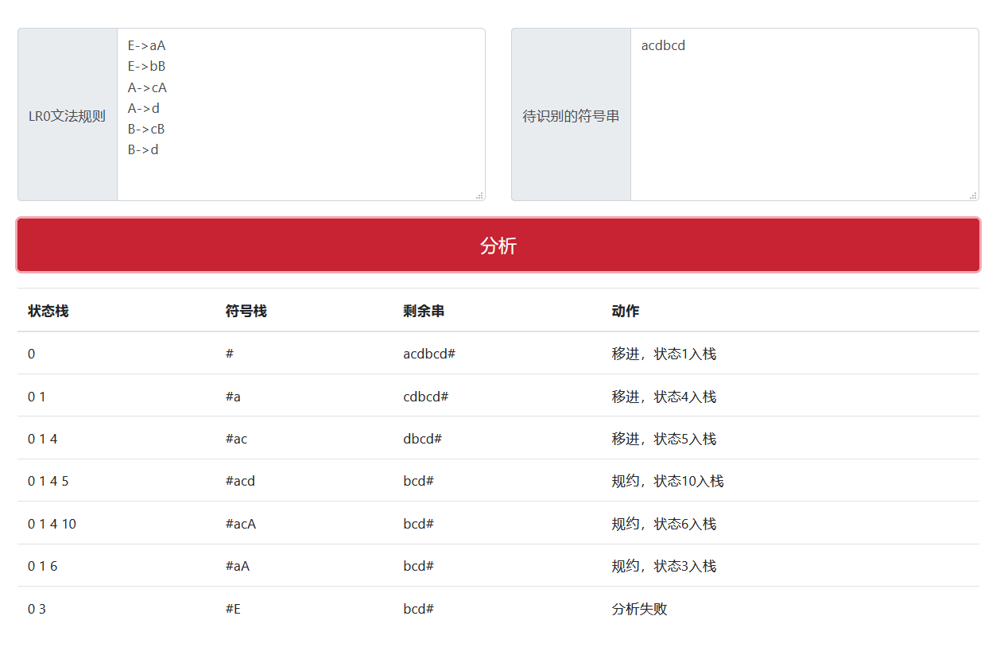 LR0文法规则
E->aA
E->bB
A->cA
A->d
B->cB
B->d
待识别的符号串
acdbcd
分析
状态栈 符号栈 剩余串 动作
0 # acdbcd# 移进，状态1入栈
0 1 #a cdbcd# 移进，状态4入栈
0 1 4 #ac dbcd# 移进，状态5入栈
0 1 4 5 #acd bcd# 规约，状态10入栈
0 1 4 10 #acA bcd# 规约，状态6入栈
0 1 6 #aA bcd# 规约，状态3入栈
0 3 #E bcd# 分析失败